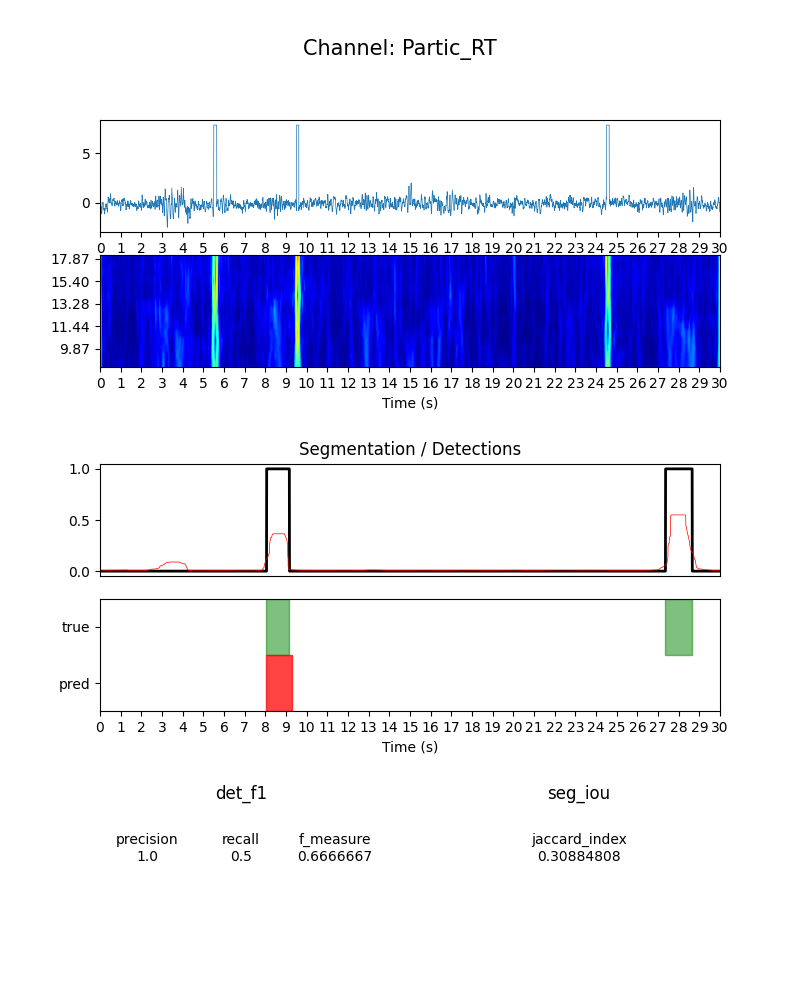 Channel: Partic_RT
5
0
0 1 2 3 4 5 6 7 8 9 10 11 12 13 14 15 16 17 18 19 20 21 22 23 24 25 26 27 28 29 30
17.87
15.40
13.28
11.44
9.87
0 1 2 3 4 5 6 7 8 9 10 11 12 13 14 15 16 17 18 19 20 21 22 23 24 25 26 27 28 29 30
Time (s)
Segmentation / Detections
1.0
0.5
0.0
true
pred
0 1 2 3 4 5 6 7 8 9 10 11 12 13 14 15 16 17 18 19 20 21 22 23 24 25 26 27 28 29 30
Time (s)
det_f1 seg_iou
precision recall f_measure jaccard_index
1.0 0.5 0.6666667 0.30884808